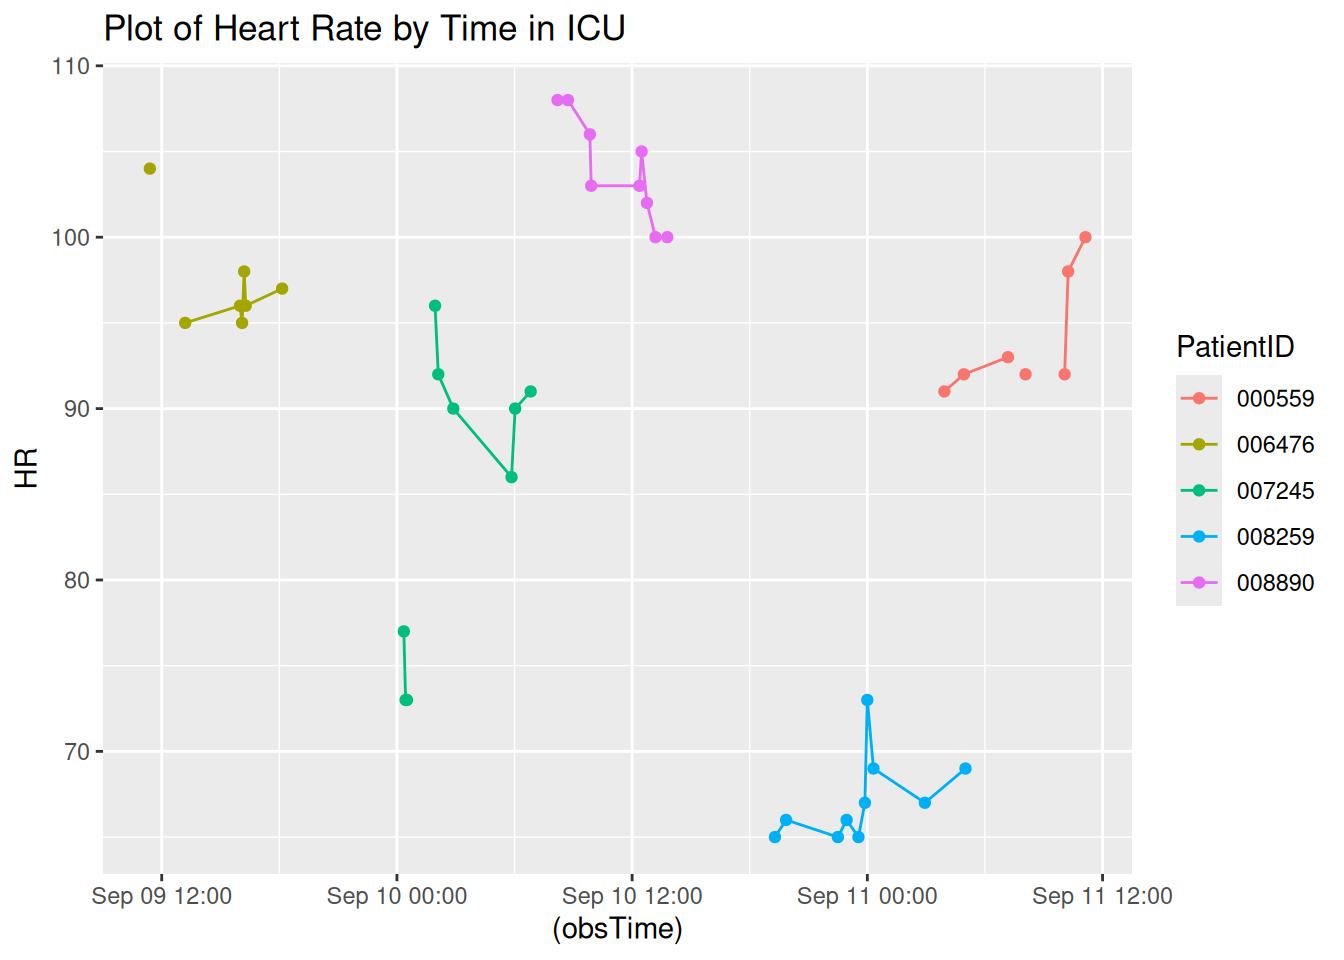 Plot of Heart Rate by Time in ICU
110
100
90
80
70
HR
Sep 09 12:00
Sep 10 00:00
Sep 10 12:00
Sep 11 00:00
Sep 11 12:00
(obsTime)
PatientID
000559
006476
007245
008259
008890